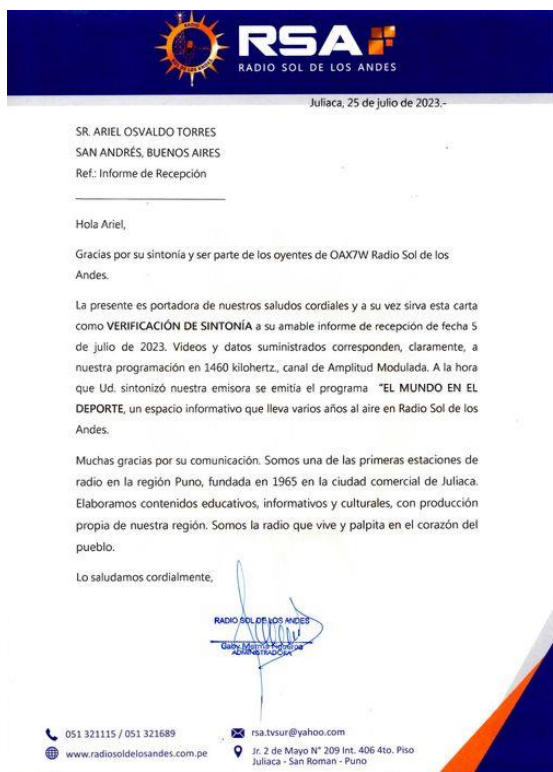 RSA
RADIO SOL DE LOS ANDES
Juliaca, 25 de julio de 2023.-
SR. ARIEL OSVALDO TORRES
SAN ANDRÉS, BUENOS AIRES
Ref.: Informe de Recepción
Hola Ariel,
Gracias por su sintonía y ser parte de los oyentes de OAX7W Radio Sol de los
Andes.
La presente es portadora de nuestros saludos cordiales y a su vez sirva esta carta
como VERIFICACIÓN DE SINTONÍA a su amable informe de recepción de fecha 5
de julio de 2023. Videos y datos suministrados corresponden, claramente, a
nuestra programación en 1460 kilohertz., canal de Amplitud Modulada. A la hora
que Ud. sintonizó nuestra emisora se emitía el programa "EL MUNDO EN EL
DEPORTE, un espacio informativo que lleva varios años al aire en Radio Sol de los
Andes.
Muchas gracias por su comunicación. Somos una de las primeras estaciones de
radio en la región Puno, fundada en 1965 en la ciudad comercial de Juliaca.
Elaboramos contenidos educativos, informativos y culturales, con producción
propia de nuestra región. Somos la radio que vive y palpita en el corazón del
pueblo.
Lo saludamos cordialmente,
RADIO SOL DE LOS ANDES
Gaby
ADMINISTRADORA
051 321115 / 051 321689
rsa.tvsur@yahoo.com
www.radiosoldelosandes.com.pe
Jr. 2 de Mayo N° 209 Int. 406 4to. Piso
Juliaca - San Roman - Puno